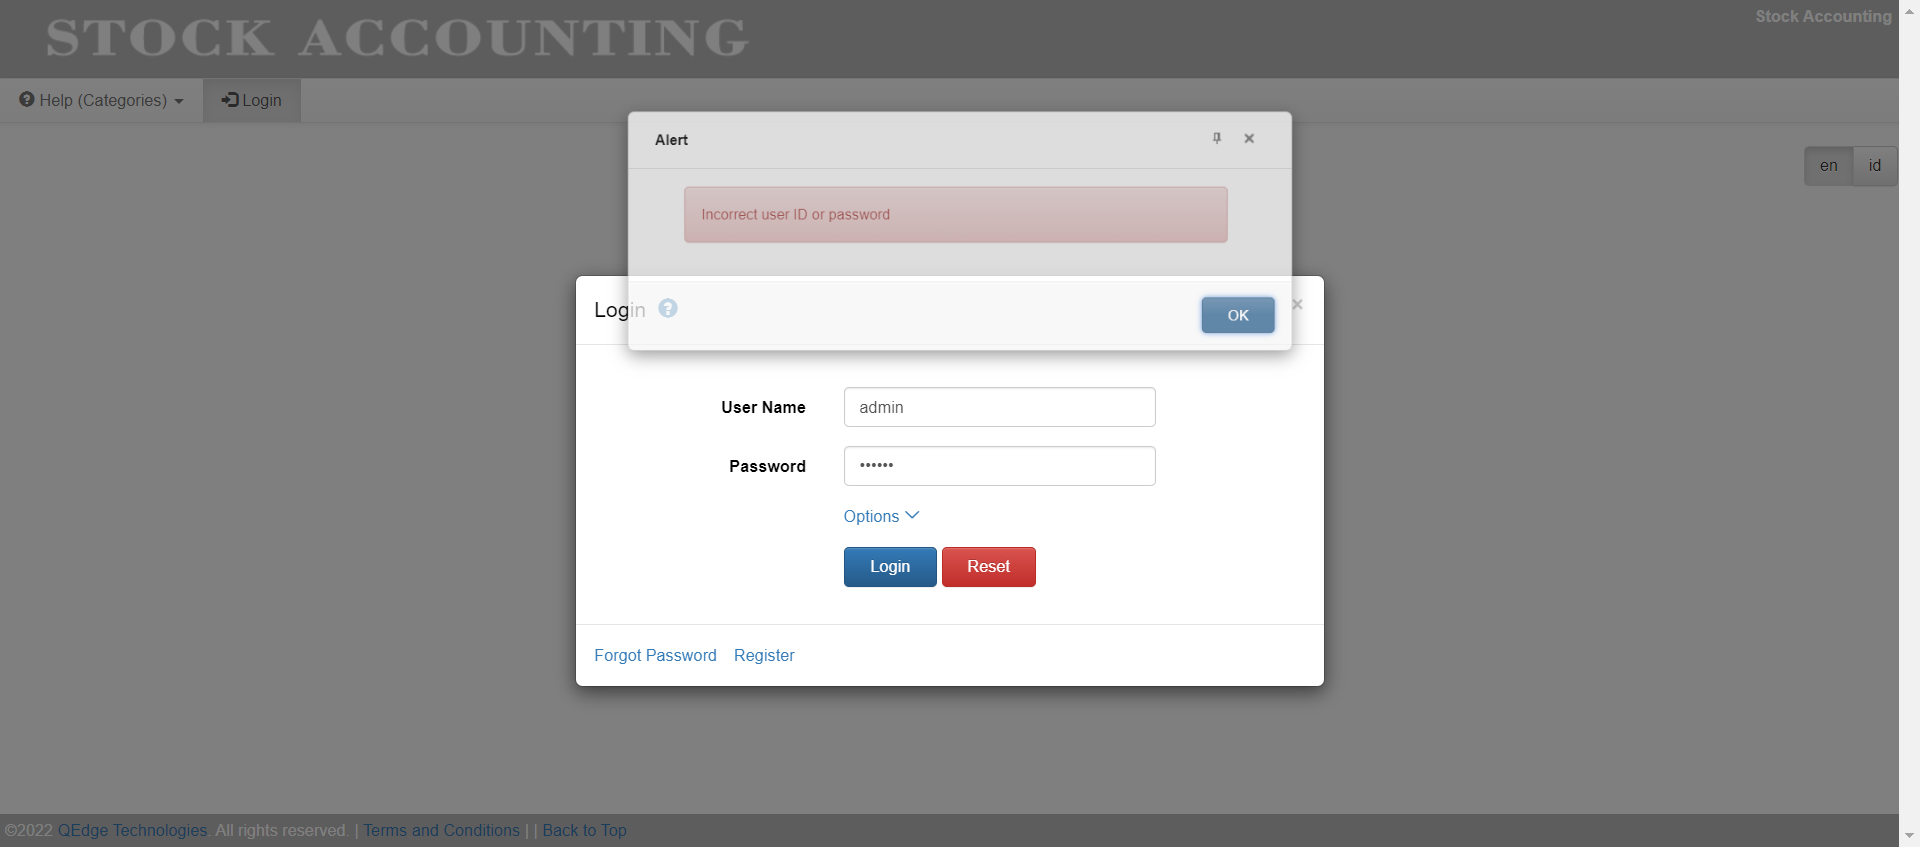 STOCK ACCOUNTING
Stock Accounting
Help (Categories)
Login
en
id
Alert
Incorrect user ID or password
OK
Login
User Name
admin
Password
••••••
Options
Login
Reset
Forgot Password
Register
©2022 QEdge Technologies. All rights reserved. | Terms and Conditions | | Back to Top